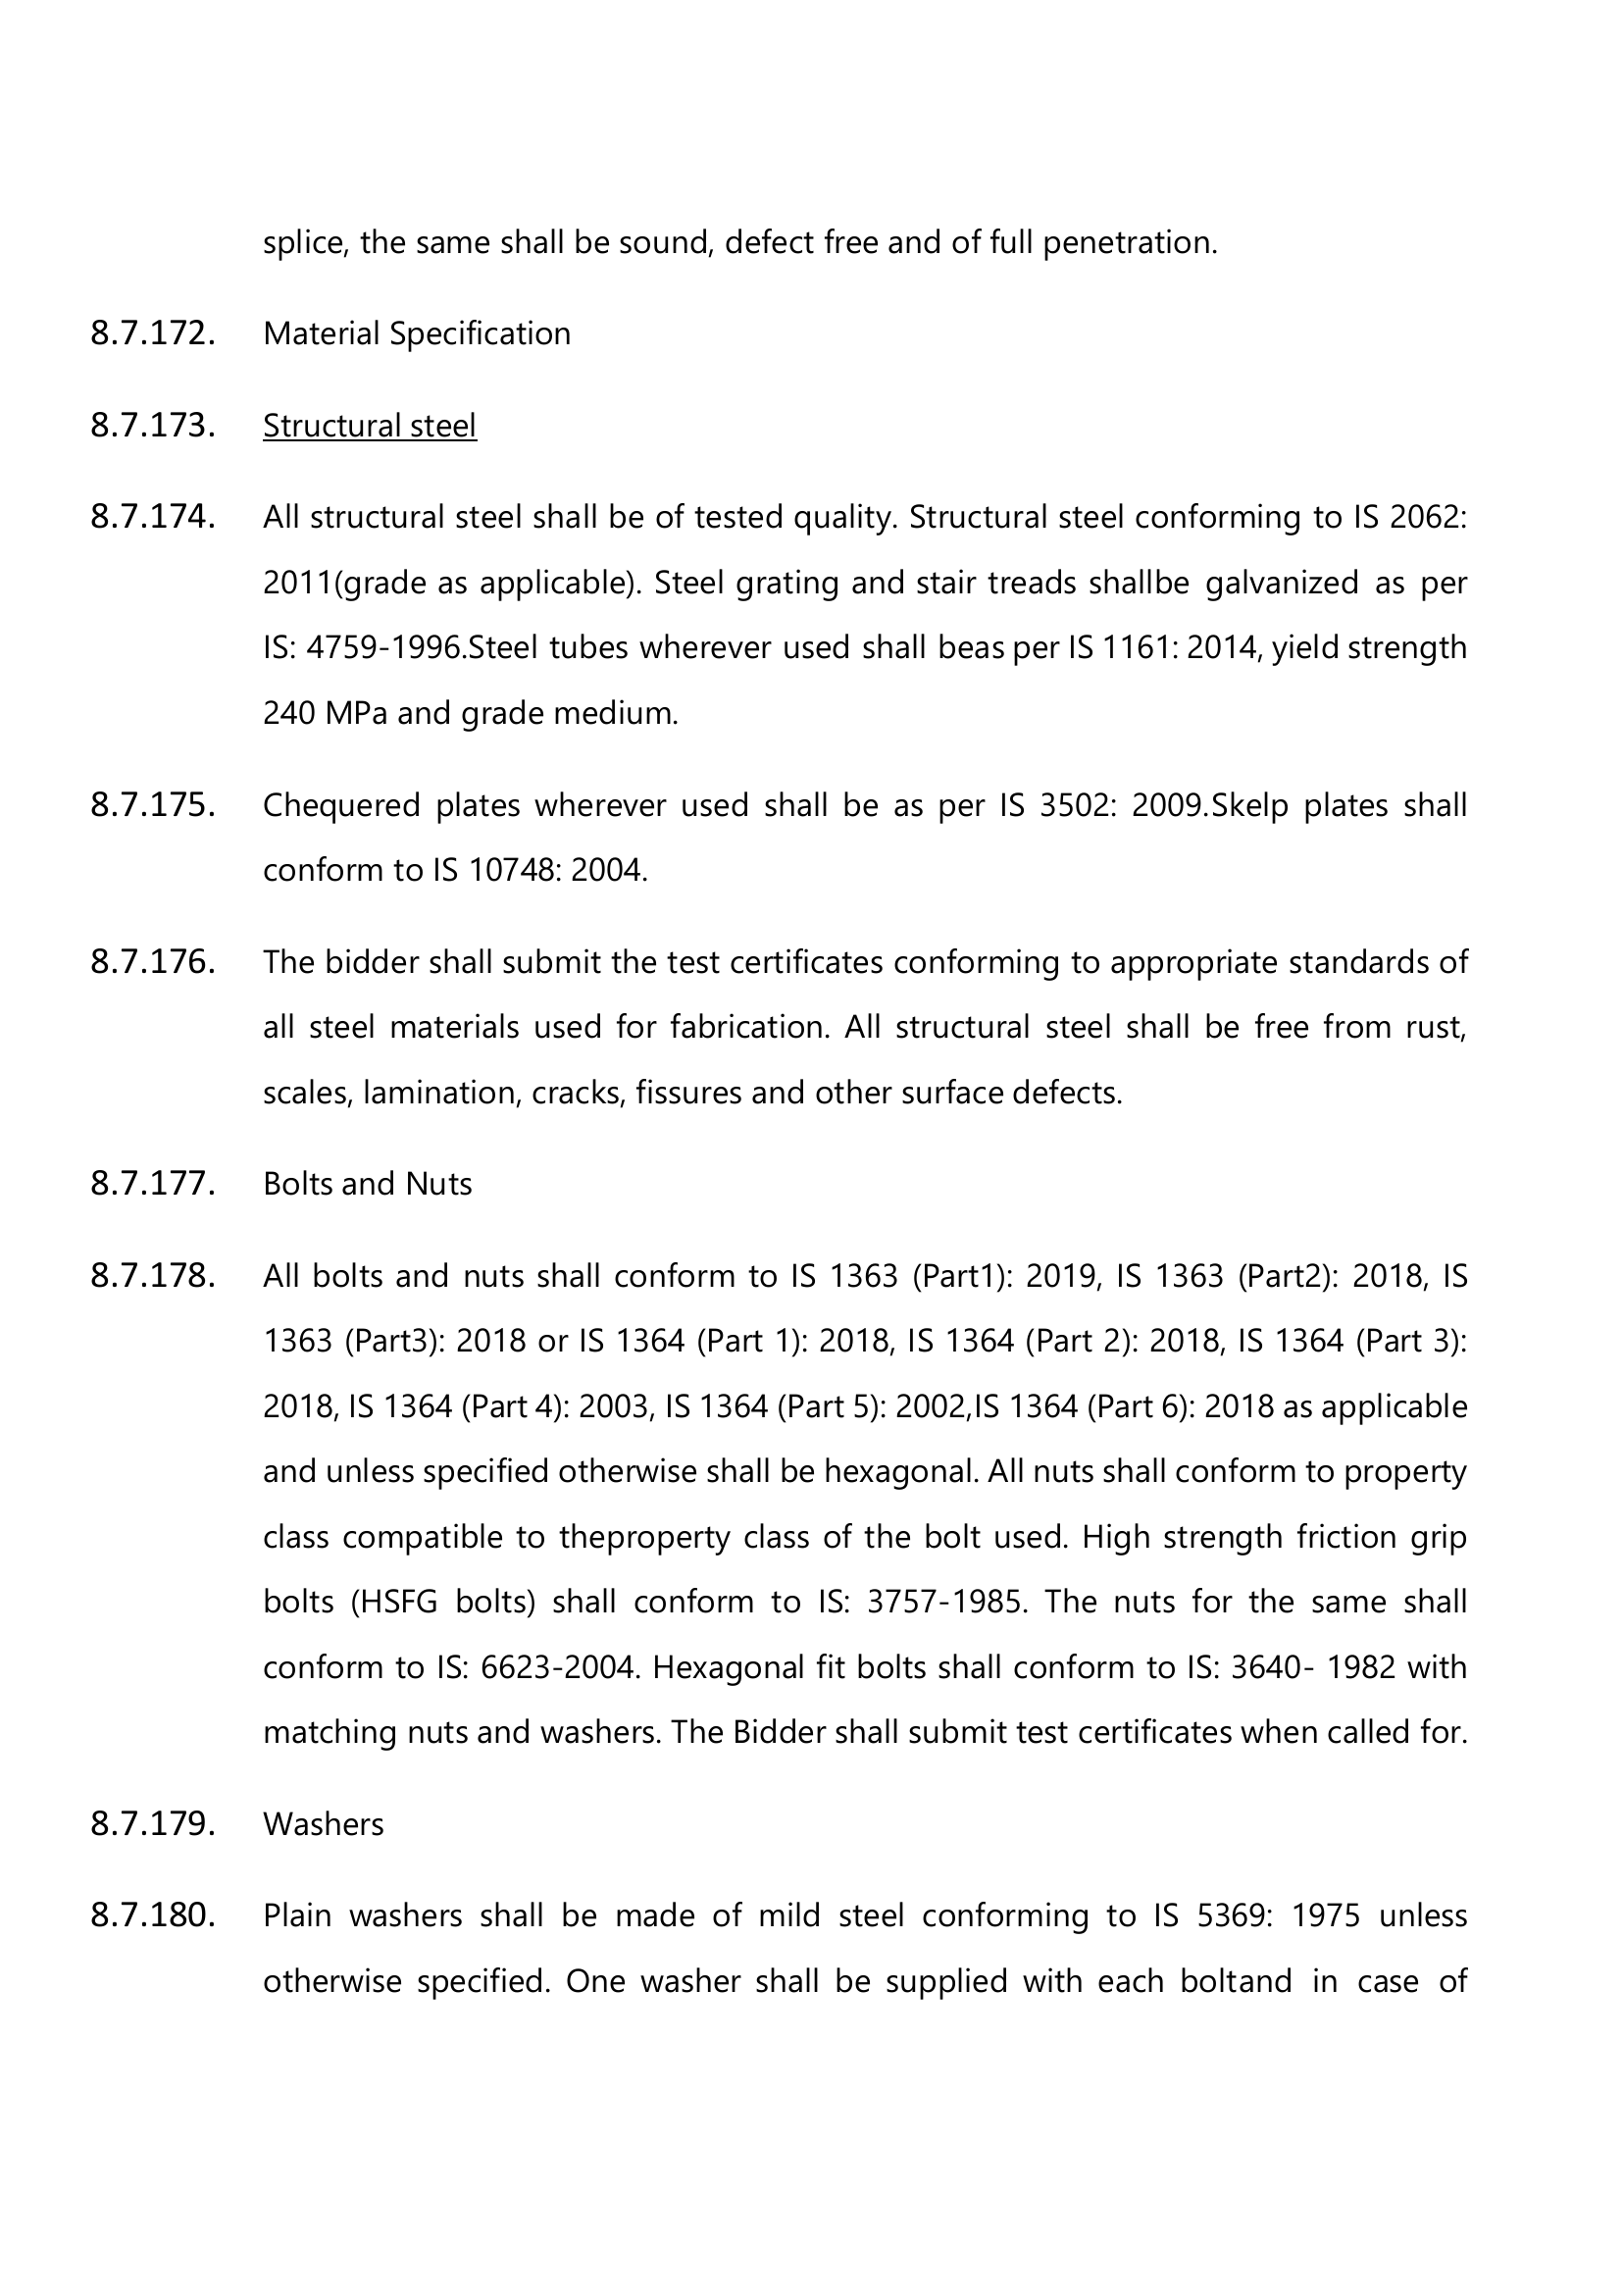 splice, the same shall be sound, defect free and of full penetration.
8.7.172. Material Specification
8.7.173. Structural steel
8.7.174. All structural steel shall be of tested quality. Structural steel conforming to IS 2062:
2011(grade as applicable). Steel grating and stair treads shallbe galvanized as per
IS: 4759-1996.Steel tubes wherever used shall beas per IS 1161: 2014, yield strength
240 MPa and grade medium.
8.7.175. Chequered plates wherever used shall be as per IS 3502: 2009.Skelp plates shall
conform to IS 10748: 2004.
8.7.176. The bidder shall submit the test certificates conforming to appropriate standards of
all steel materials used for fabrication. All structural steel shall be free from rust,
scales, lamination, cracks, fissures and other surface defects.
8.7.177. Bolts and Nuts
8.7.178. All bolts and nuts shall conform to IS 1363 (Part1): 2019, IS 1363 (Part2): 2018, IS
1363 (Part3): 2018 or IS 1364 (Part 1): 2018, IS 1364 (Part 2): 2018, IS 1364 (Part 3):
2018, IS 1364 (Part 4): 2003, IS 1364 (Part 5): 2002,IS 1364 (Part 6): 2018 as applicable
and unless specified otherwise shall be hexagonal. All nuts shall conform to property
class compatible to theproperty class of the bolt used. High strength friction grip
bolts (HSFG bolts) shall conform to IS: 3757-1985. The nuts for the same shall
conform to IS: 6623-2004. Hexagonal fit bolts shall conform to IS: 3640- 1982 with
matching nuts and washers. The Bidder shall submit test certificates when called for.
8.7.179. Washers
8.7.180. Plain washers shall be made of mild steel conforming to IS 5369: 1975 unless
otherwise specified. One washer shall be supplied with each boltand in case of